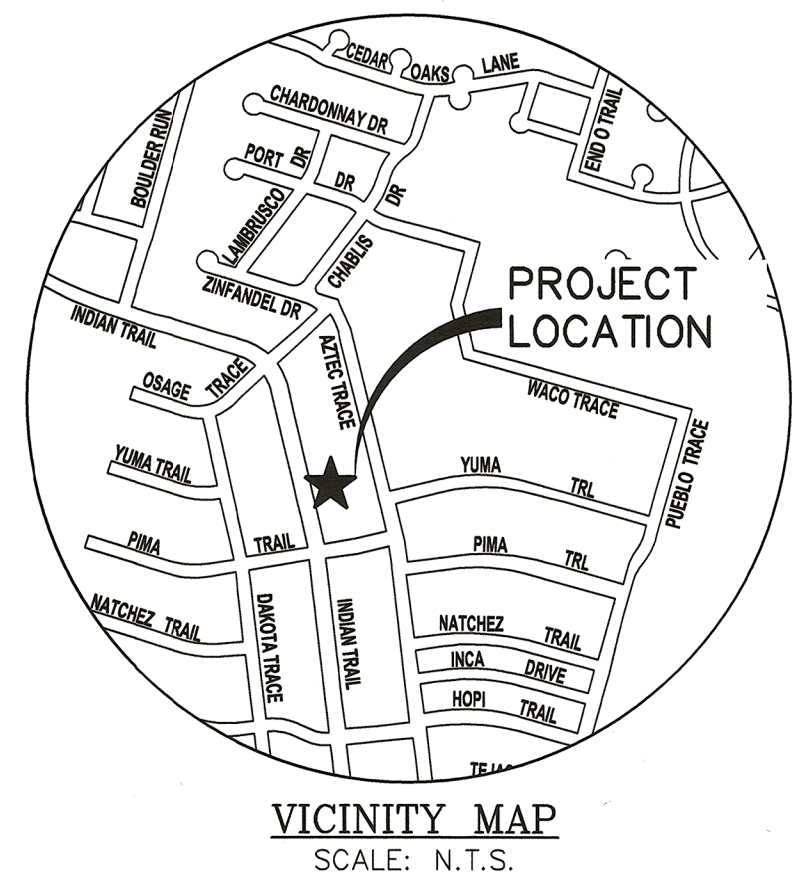 CEDAR OAKS LANE
CHARDONNAY DR
END O TRAIL
BOULDER RUN
PORT DR
DR
DR
LAMBRUSCO
CHABLIS
ZINFANDEL DR
PROJECT
LOCATION
INDIAN TRAIL
AZTEC TRACE
OSAGE TRACE
WACO TRACE
PUEBLO TRACE
YUMA TRAIL
YUMA TRL
PIMA TRAIL
PIMA TRL
NATCHEZ TRAIL
DAKOTA TRACE
INDIAN TRAIL
NATCHEZ TRAIL
INCA DRIVE
HOPI TRAIL
VICINITY MAP
SCALE: N.T.S.